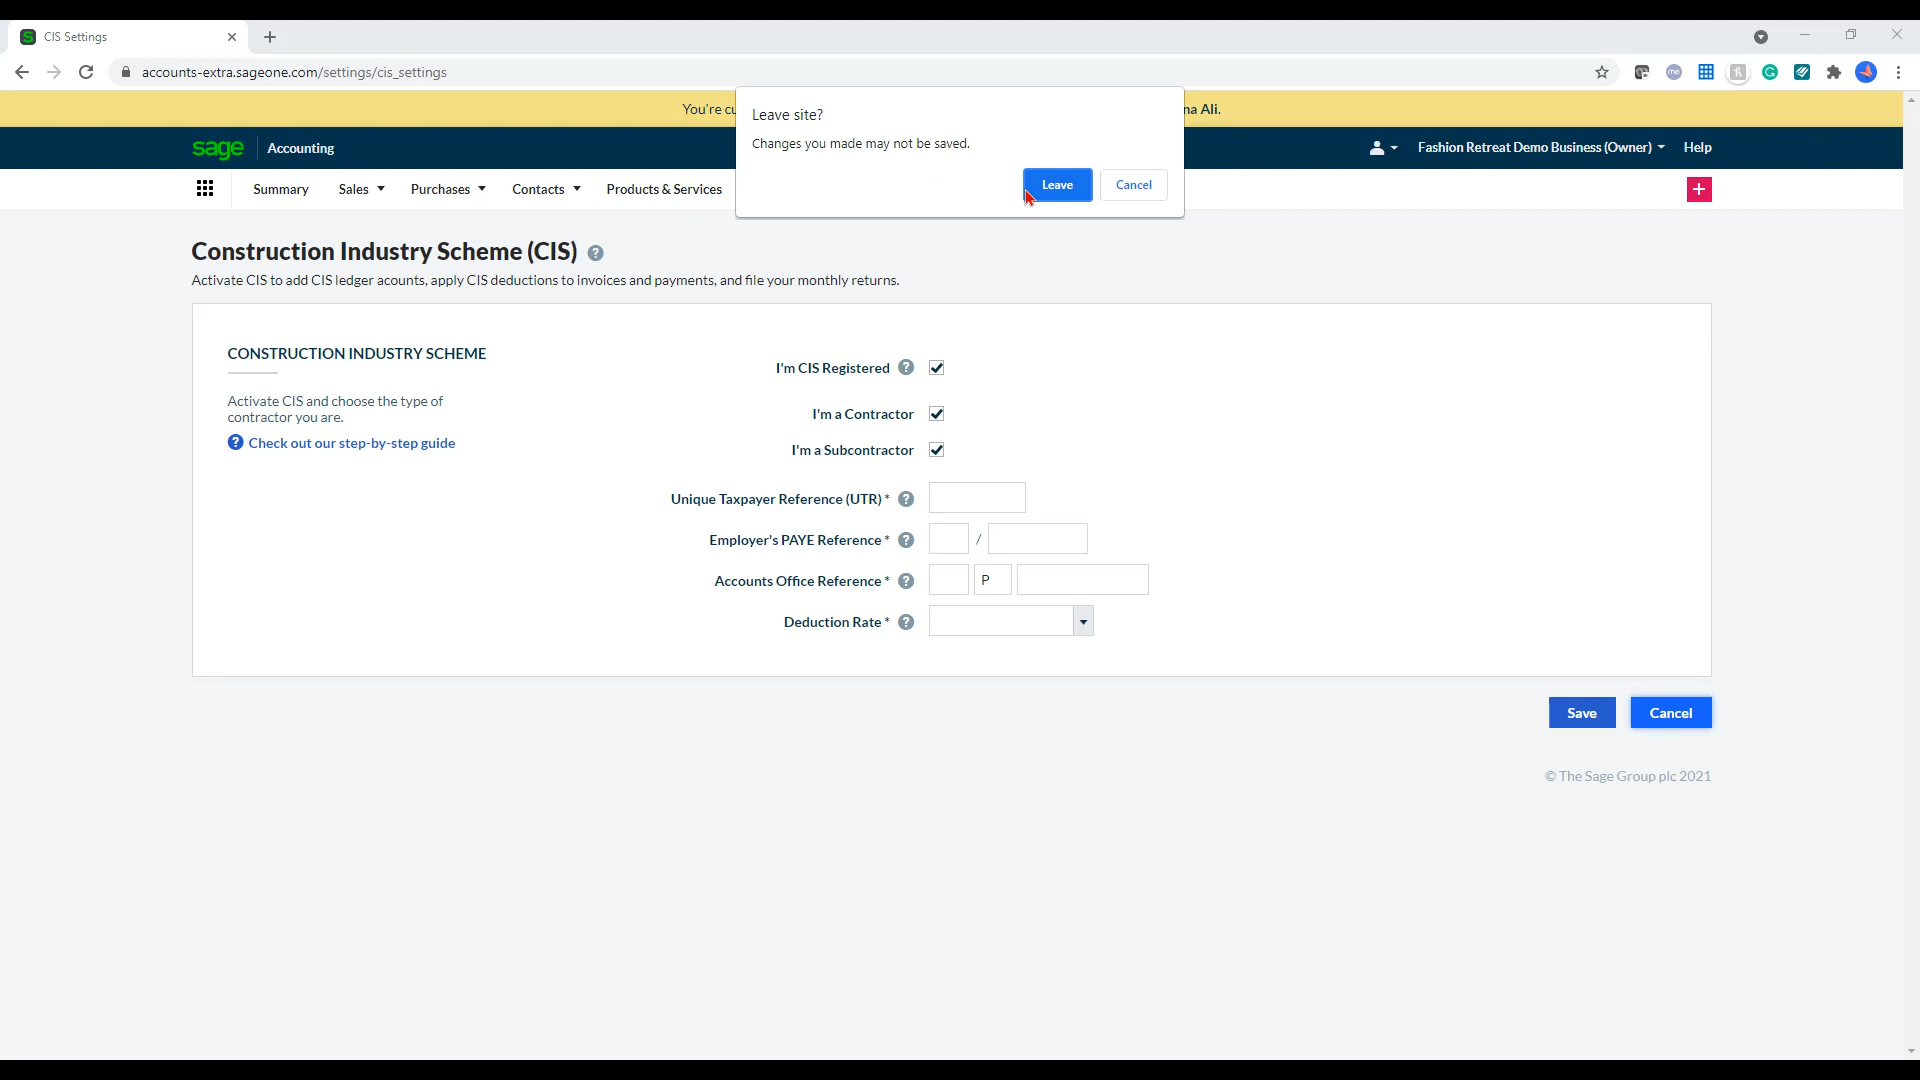 CIS Settings
accounts-extra.sageone.com/settings/cis_settings
You're cu
na Ali.
Leave site?
Changes you made may not be saved.
Leave
Cancel
sage
Accounting
Fashion Retreat Demo Business (Owner)
Help
Summary
Sales
Purchases
Contacts
Products & Services
Construction Industry Scheme (CIS) ?
Activate CIS to add CIS ledger acounts, apply CIS deductions to invoices and payments, and file your monthly returns.
CONSTRUCTION INDUSTRY SCHEME
Activate CIS and choose the type of
contractor you are.
? Check out our step-by-step guide
I'm CIS Registered ?
I'm a Contractor
I'm a Subcontractor
Unique Taxpayer Reference (UTR) * ?
Employer's PAYE Reference * ? /
Accounts Office Reference * ? P
Deduction Rate * ?
Save
Cancel
© The Sage Group plc 2021